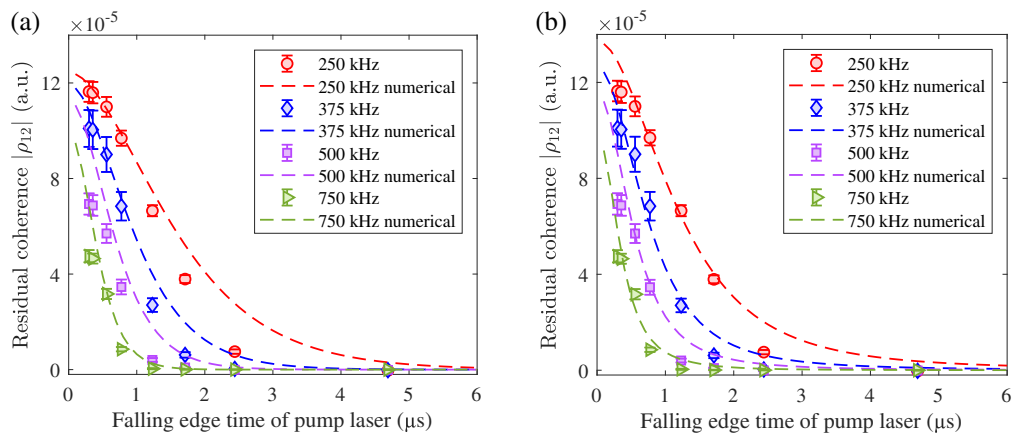 (a)
×10⁻⁵
12
8
4
0
Residual coherence |ρ₁₂| (a.u.)
250 kHz
250 kHz numerical
375 kHz
375 kHz numerical
500 kHz
500 kHz numerical
750 kHz
750 kHz numerical
0 1 2 3 4 5 6
Falling edge time of pump laser (μs)
(b)
×10⁻⁵
12
8
4
0
Residual coherence |ρ₁₂| (a.u.)
250 kHz
250 kHz numerical
375 kHz
375 kHz numerical
500 kHz
500 kHz numerical
750 kHz
750 kHz numerical
0 1 2 3 4 5 6
Falling edge time of pump laser (μs)